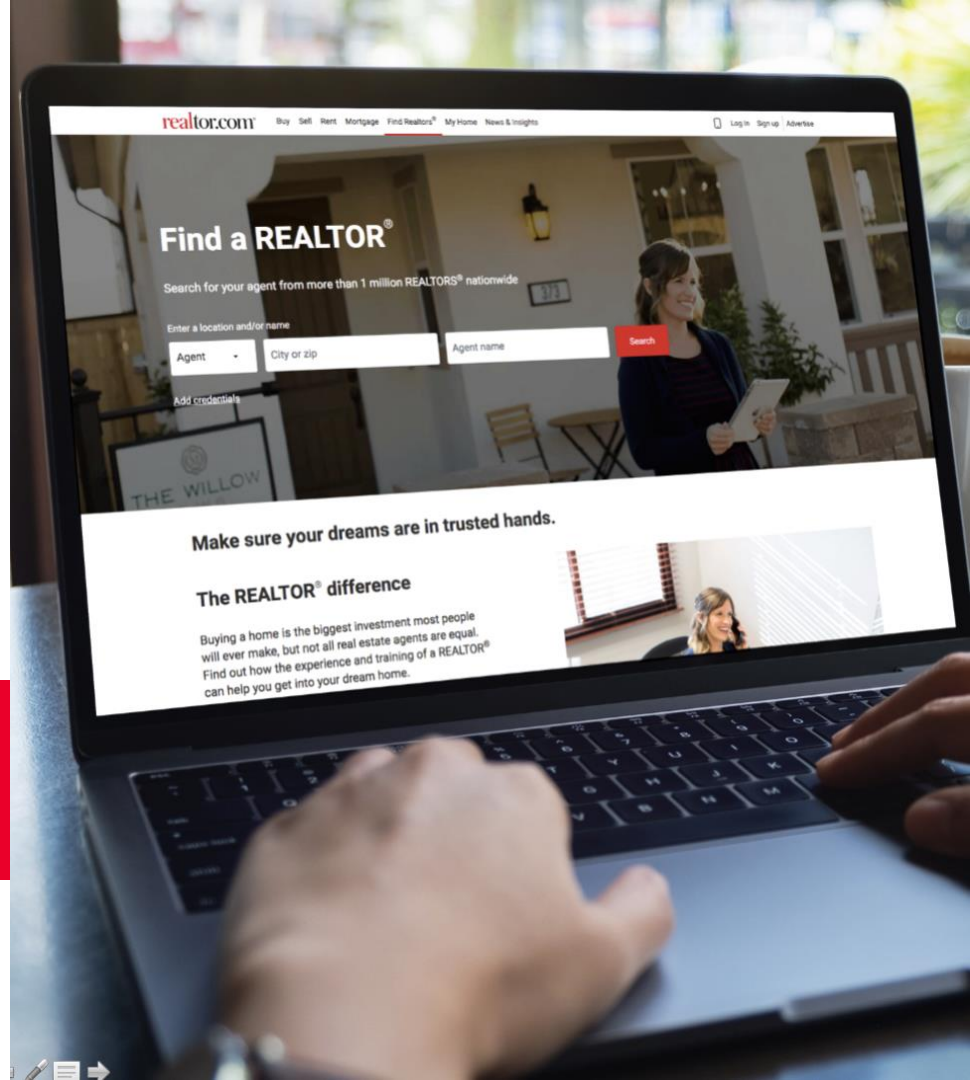 realtor.com® Buy Sell Rent Mortgage Find Realtors® My Home News & Insights Log In Sign up Advertise
Find a REALTOR®
Search for your agent from more than 1 million REALTORS® nationwide
373
Enter a location and/or name
Agent City or zip Agent name Search
Add credentials
THE WILLOW
Make sure your dreams are in trusted hands.
The REALTOR® difference
Buying a home is the biggest investment most people
will ever make, but not all real estate agents are equal.
Find out how the experience and training of a REALTOR®
can help you get into your dream home.